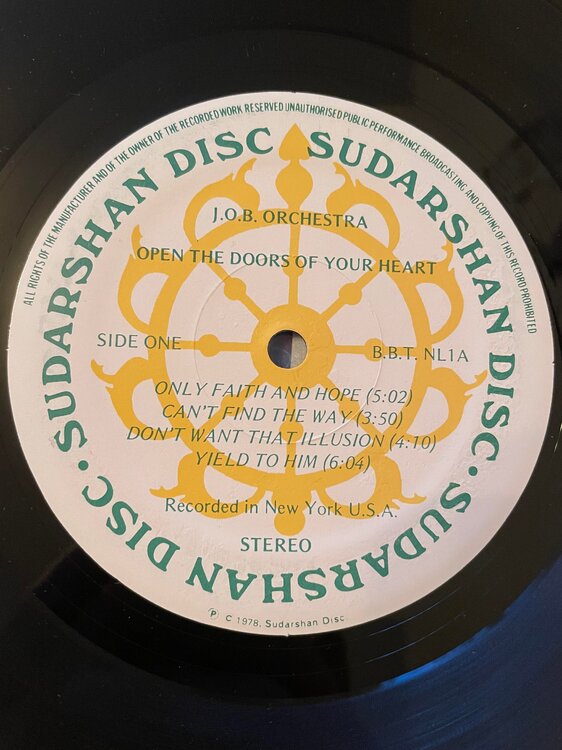 ALL RIGHTS OF THE MANUFACTURER AND OF THE OWNER OF THE RECORDED WORK RESERVED UNAUTHORISED PUBLIC PERFORMANCE BROADCASTING AND COPYING OF THIS RECORD PROHIBITED
SUDARSHAN DISC · SUDARSHAN DISC · SUDARSHAN DISC
J.O.B. ORCHESTRA
OPEN THE DOORS OF YOUR HEART
SIDE ONE
B.B.T. NL1A
ONLY FAITH AND HOPE (5:02)
CAN'T FIND THE WAY (3:50)
DON'T WANT THAT ILLUSION (4:10)
YIELD TO HIM (6:04)
Recorded in New York U.S.A.
STEREO
Ⓟ C 1978, Sudarshan Disc.